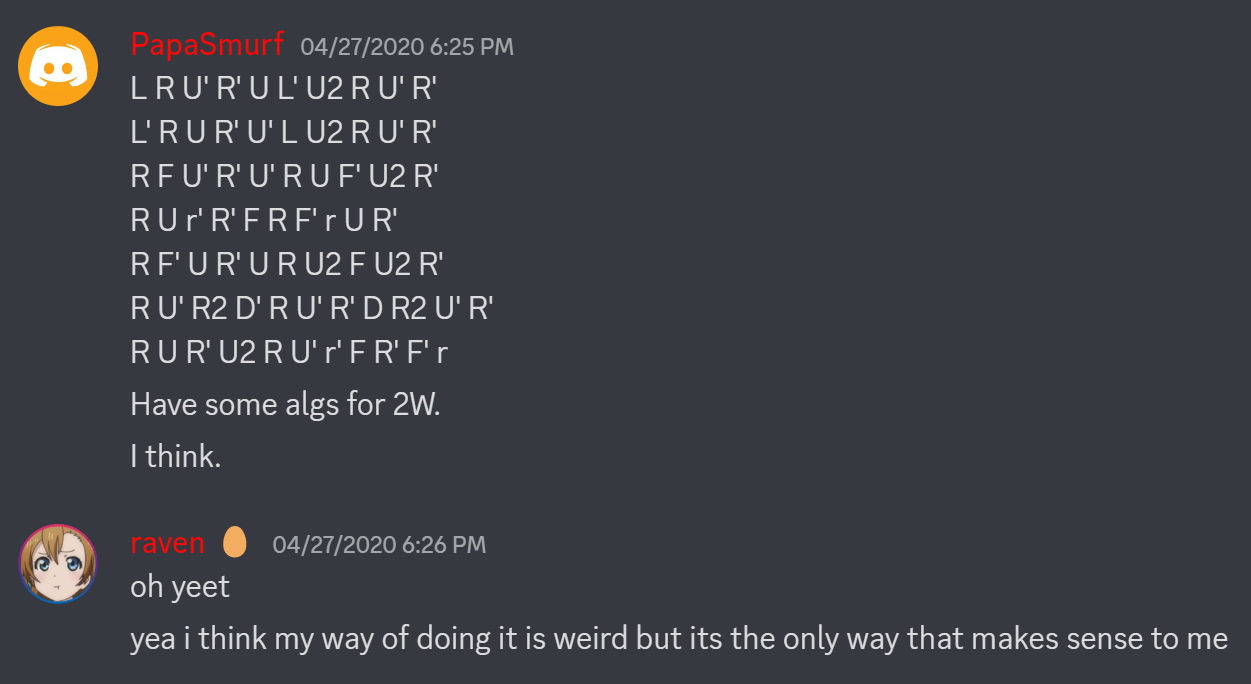 PapaSmurf 04/27/2020 6:25 PM
L R U' R' U L' U2 R U' R'
L' R U R' U' L U2 R U' R'
R F U' R' U' R U F' U2 R'
R U r' R' F R F' r U R'
R F' U R' U R U2 F U2 R'
R U' R2 D' R U' R' D R2 U' R'
R U R' U2 R U' r' F R' F' r
Have some algs for 2W.
I think.
raven 04/27/2020 6:26 PM
oh yeet
yea i think my way of doing it is weird but its the only way that makes sense to me